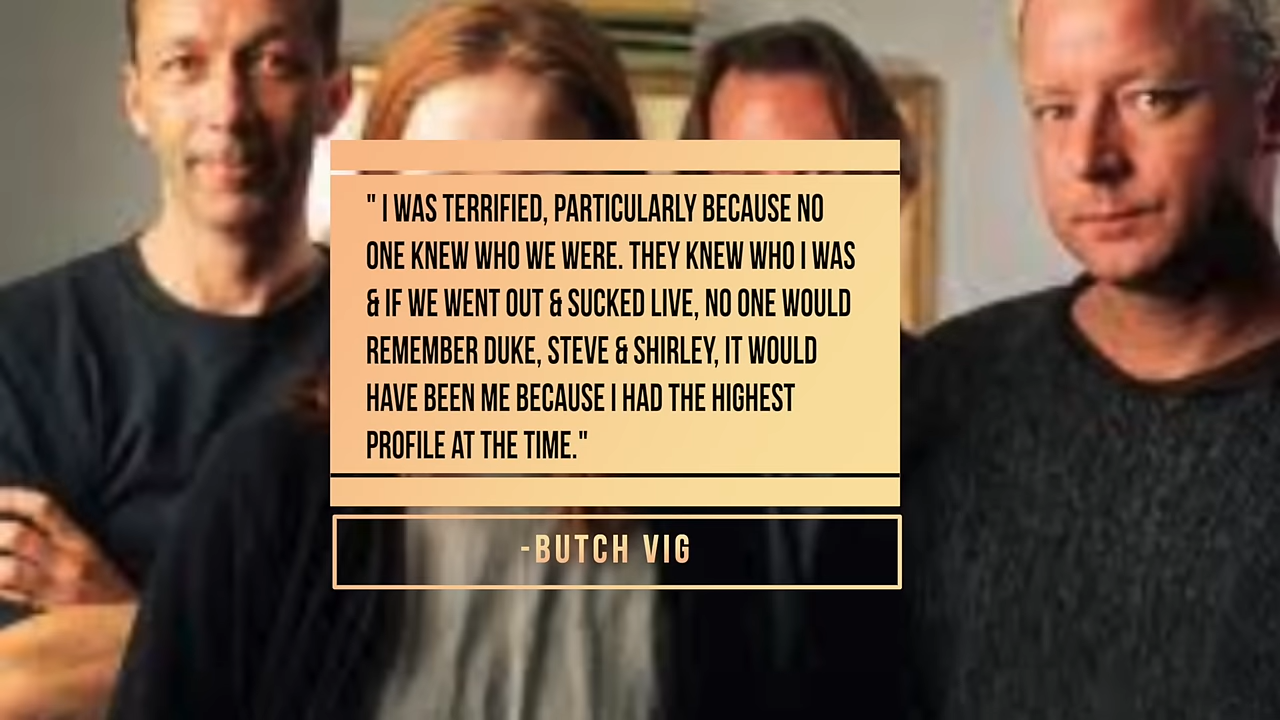 " I WAS TERRIFIED, PARTICULARLY BECAUSE NO
ONE KNEW WHO WE WERE. THEY KNEW WHO I WAS
& IF WE WENT OUT & SUCKED LIVE, NO ONE WOULD
REMEMBER DUKE, STEVE & SHIRLEY, IT WOULD
HAVE BEEN ME BECAUSE I HAD THE HIGHEST
PROFILE AT THE TIME."
-BUTCH VIG